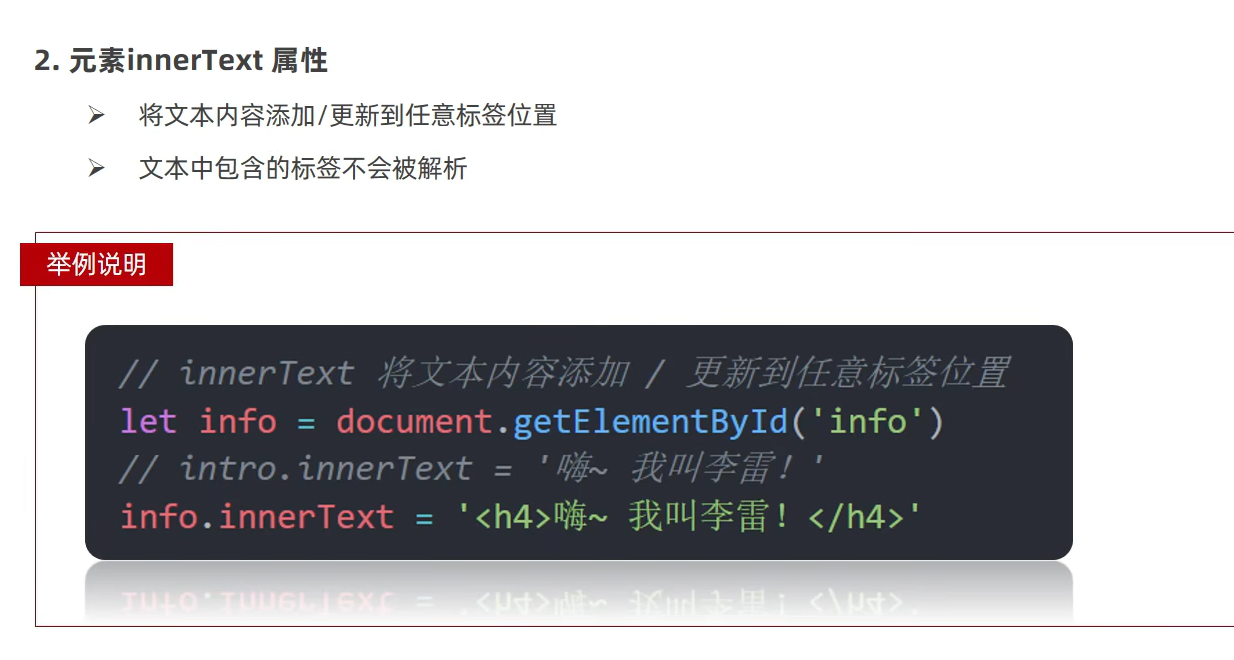 2. 元素innerText 属性
➢ 将文本内容添加/更新到任意标签位置
➢ 文本中包含的标签不会被解析
举例说明
// innerText 将文本内容添加 / 更新到任意标签位置
let info = document.getElementById('info')
// intro.innerText = '嗨~ 我叫李雷！'
info.innerText = '<h4>嗨~ 我叫李雷！</h4>'